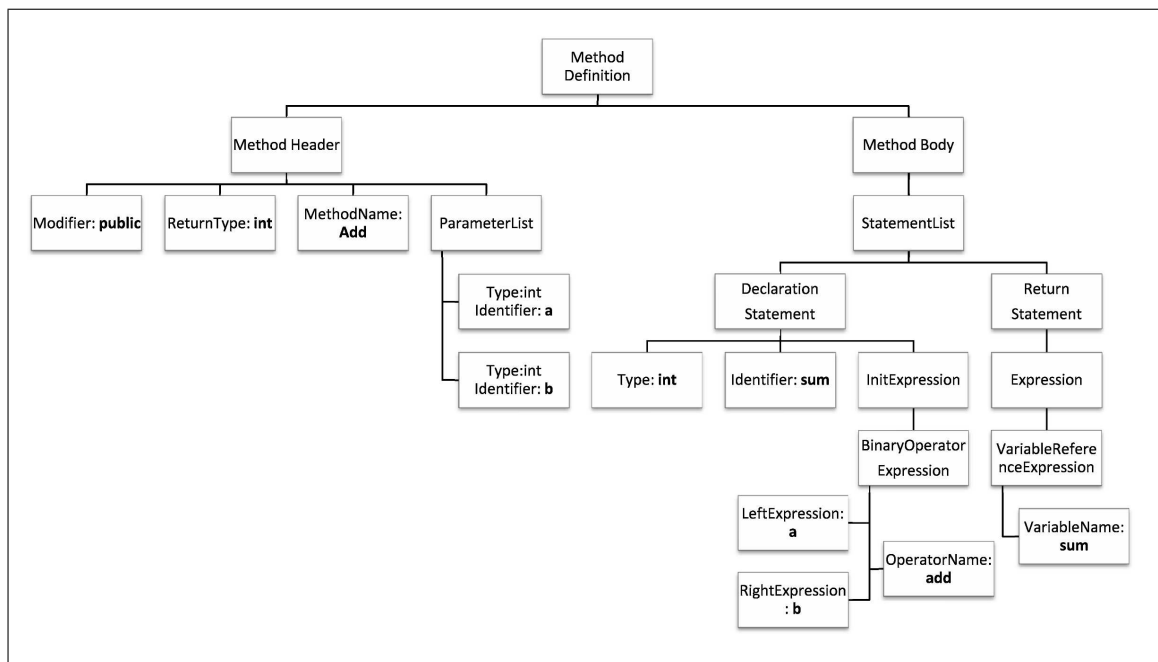 Method
Definition
Method Header
Method Body
Modifier: public
ReturnType: int
MethodName:
Add
ParameterList
StatementList
Type:int
Identifier: a
Type:int
Identifier: b
Declaration
Statement
Return
Statement
Type: int
Identifier: sum
InitExpression
Expression
BinaryOperator
Expression
VariableRefere
nceExpression
LeftExpression:
a
OperatorName:
add
RightExpression
: b
VariableName:
sum